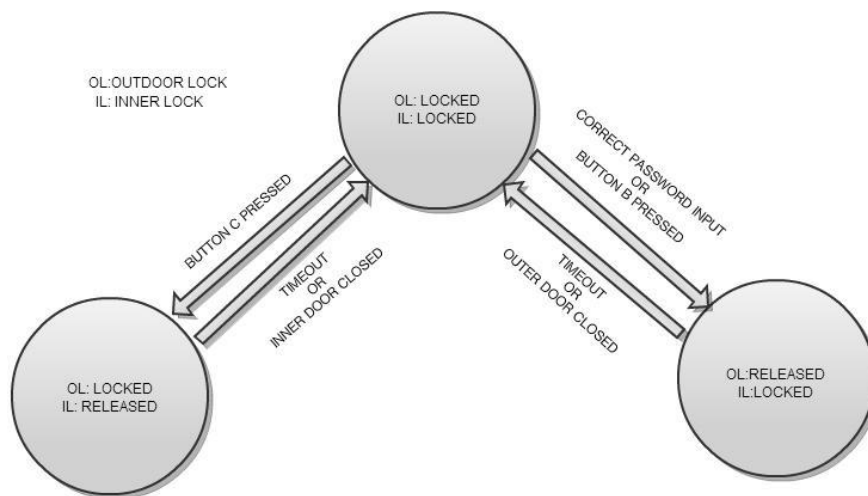 OL:OUTDOOR LOCK
IL: INNER LOCK
OL: LOCKED
IL: LOCKED
BUTTON C PRESSED
TIMEOUT
OR
INNER DOOR CLOSED
CORRECT PASSWORD INPUT
OR
BUTTON B PRESSED
TIMEOUT
OR
OUTER DOOR CLOSED
OL: LOCKED
IL: RELEASED
OL:RELEASED
IL:LOCKED